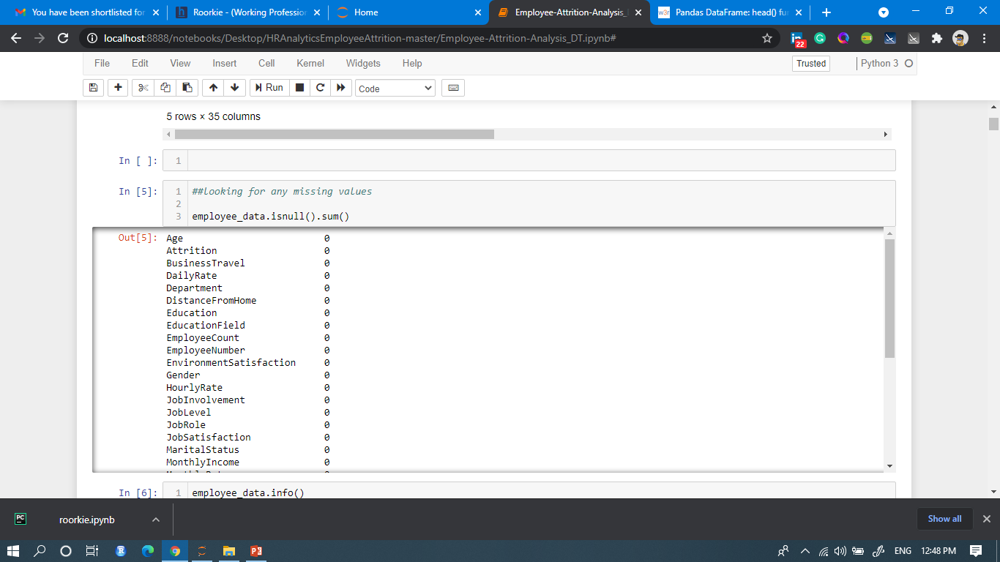 You have been shortlisted for
Roorkie - (Working Profession
Home
Employee-Attrition-Analysis_
w3r
Pandas DataFrame: head() fun
localhost:8888/notebooks/Desktop/HRAnalyticsEmployeeAttrition-master/Employee-Attrition-Analysis_DT.ipynb#
22
File Edit View Insert Cell Kernel Widgets Help Trusted Python 3
Run Code
5 rows × 35 columns
In [ ]: 1
In [5]: 1 ##looking for any missing values
2
3 employee_data.isnull().sum()
Out[5]: Age 0
Attrition 0
BusinessTravel 0
DailyRate 0
Department 0
DistanceFromHome 0
Education 0
EducationField 0
EmployeeCount 0
EmployeeNumber 0
EnvironmentSatisfaction 0
Gender 0
HourlyRate 0
JobInvolvement 0
JobLevel 0
JobRole 0
JobSatisfaction 0
MaritalStatus 0
MonthlyIncome 0
In [6]: 1 employee_data.info()
PC
roorkie.ipynb
Show all
R
P
ENG 12:48 PM